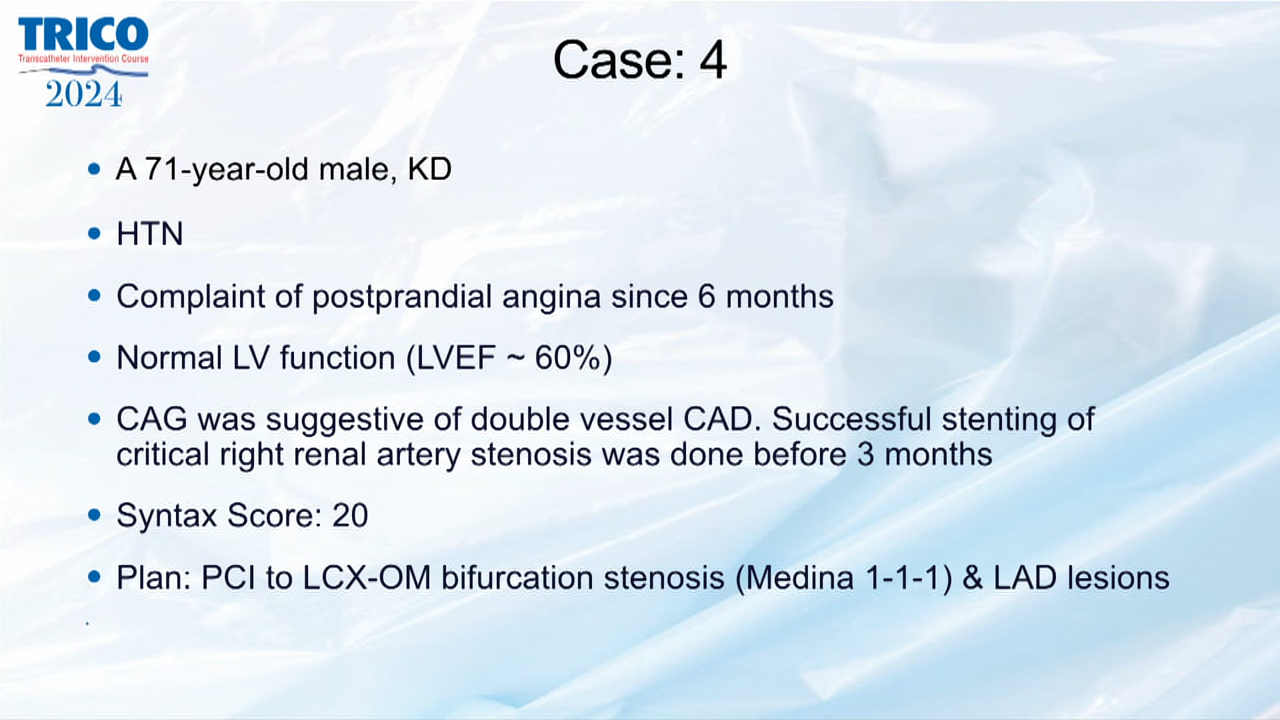 TRICO
Transcatheter Intervention Course
2024
Case: 4
• A 71-year-old male, KD
• HTN
• Complaint of postprandial angina since 6 months
• Normal LV function (LVEF ~ 60%)
• CAG was suggestive of double vessel CAD. Successful stenting of
critical right renal artery stenosis was done before 3 months
• Syntax Score: 20
• Plan: PCI to LCX-OM bifurcation stenosis (Medina 1-1-1) & LAD lesions
.